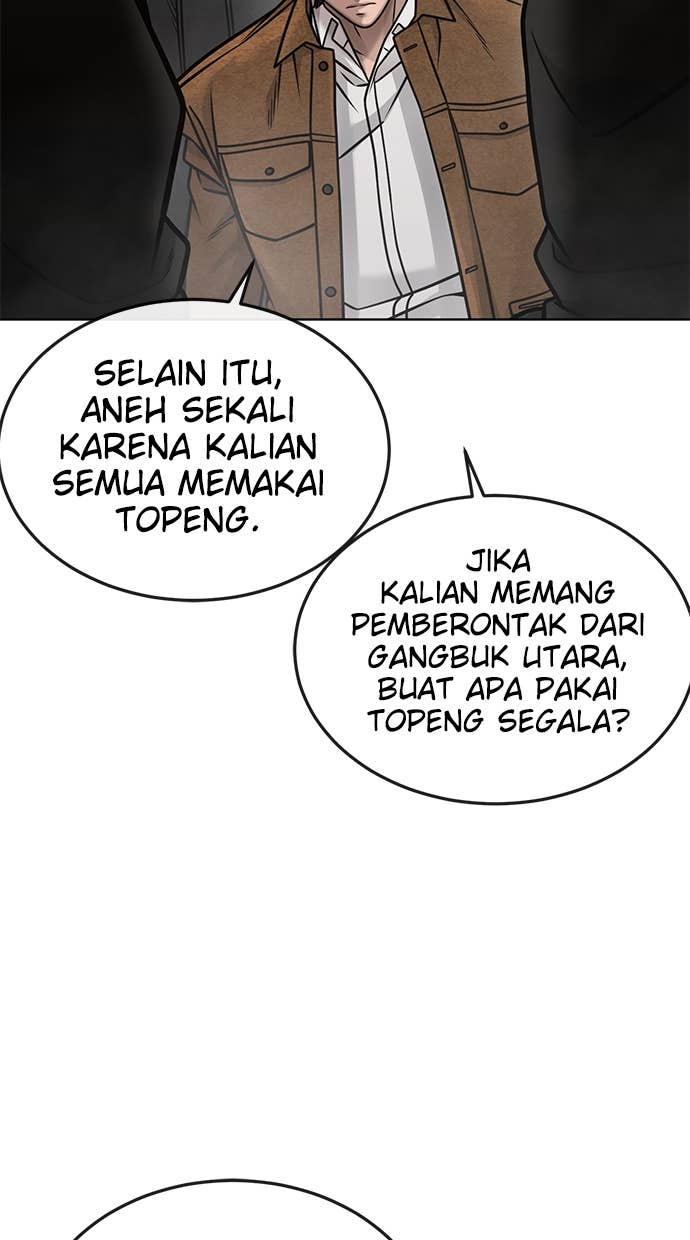 SELAIN ITU,
ANEH SEKALI
KARENA KALIAN
SEMUA MEMAKAI
TOPENG.
JIKA
KALIAN MEMANG
PEMBERONTAK DARI
GANGBUK UTARA,
BUAT APA PAKAI
TOPENG SEGALA?